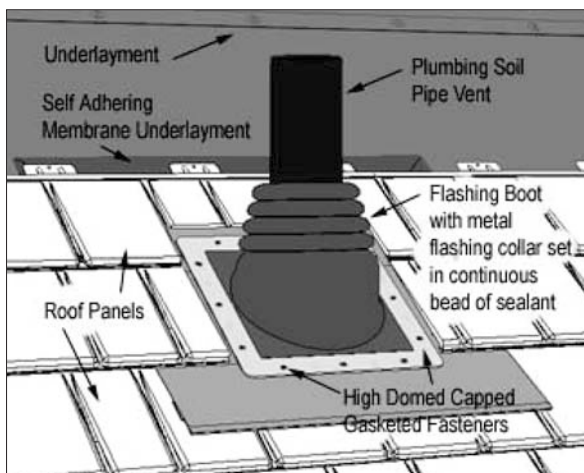 Underlayment
Self Adhering
Membrane Underlayment
Plumbing Soil
Pipe Vent
Flashing Boot
with metal
flashing collar set
in continuous
bead of sealant
Roof Panels
High Domed Capped
Gasketed Fasteners